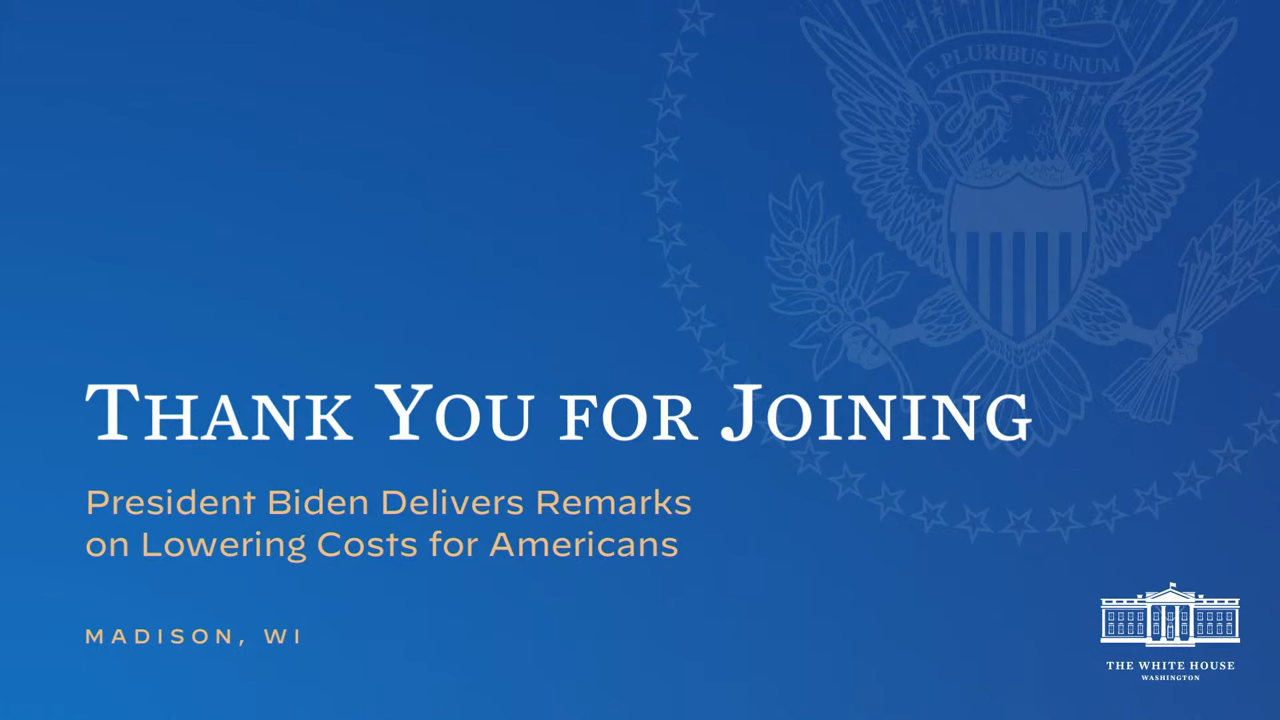 E PLURIBUS UNUM
THANK YOU FOR JOINING
President Biden Delivers Remarks
on Lowering Costs for Americans
MADISON, WI
THE WHITE HOUSE
WASHINGTON